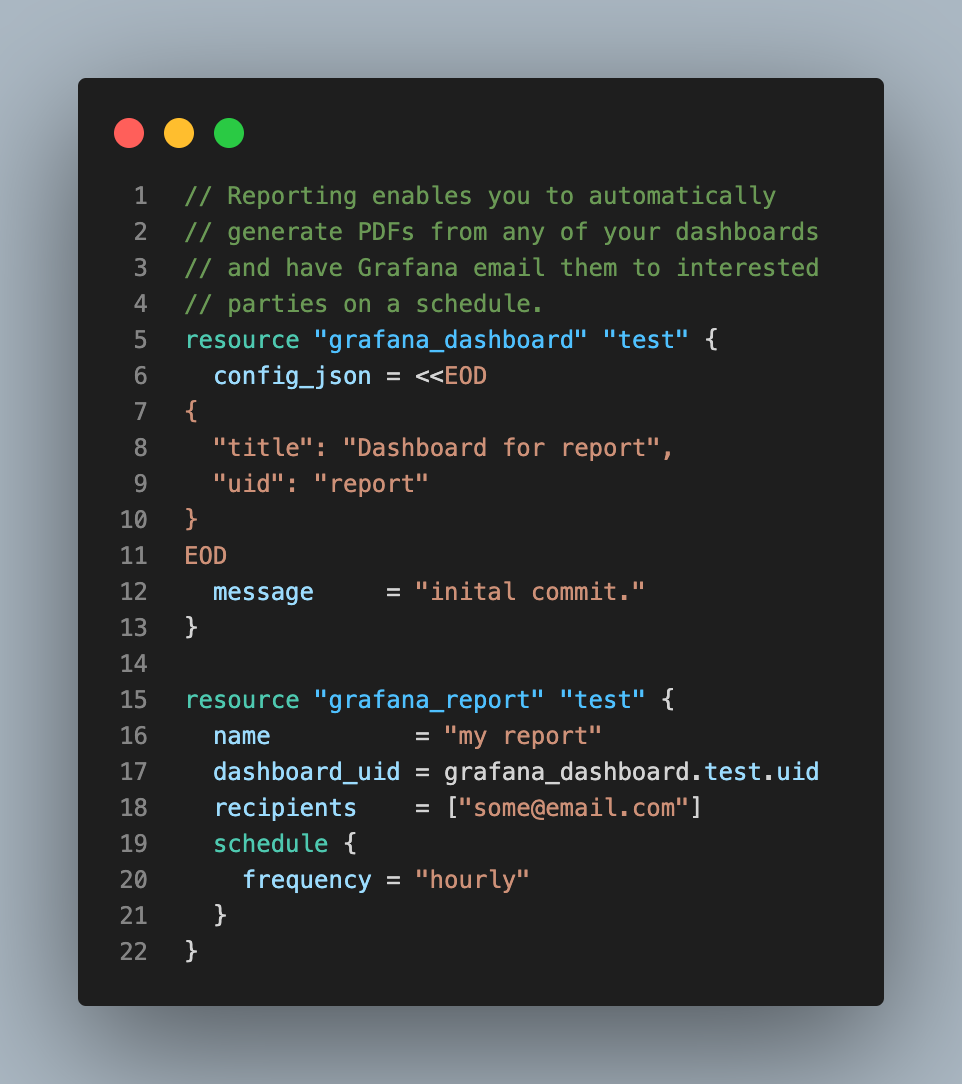 1 // Reporting enables you to automatically
2 // generate PDFs from any of your dashboards
3 // and have Grafana email them to interested
4 // parties on a schedule.
5 resource "grafana_dashboard" "test" {
6   config_json = <<EOD
7 {
8   "title": "Dashboard for report",
9   "uid": "report"
10 }
11 EOD
12   message     = "inital commit."
13 }
14
15 resource "grafana_report" "test" {
16   name          = "my report"
17   dashboard_uid = grafana_dashboard.test.uid
18   recipients    = ["some@email.com"]
19   schedule {
20     frequency = "hourly"
21   }
22 }